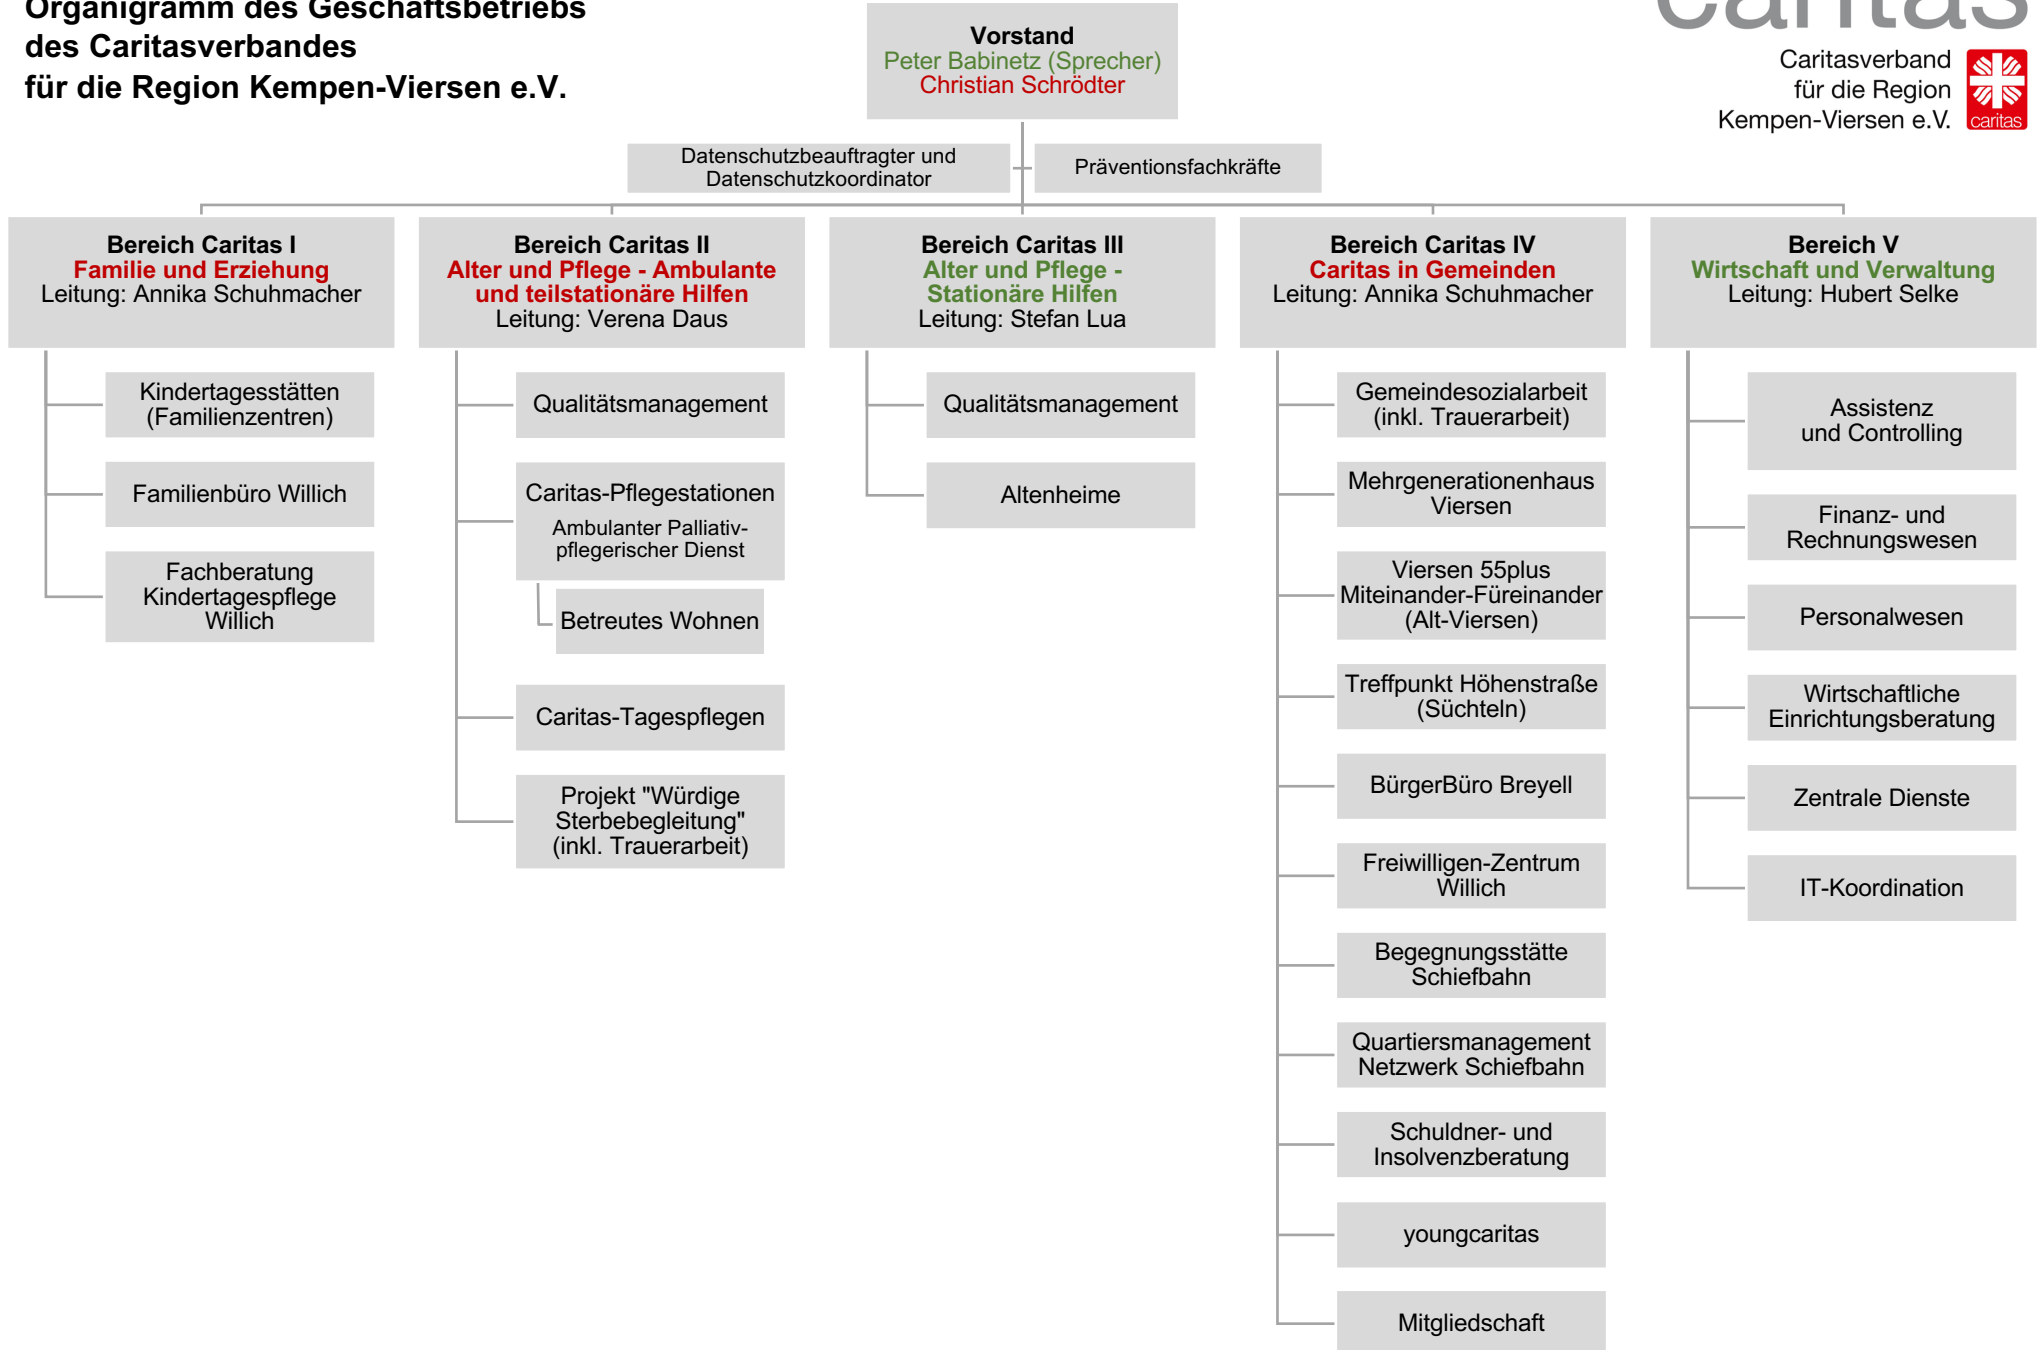 Organigramm des Geschäftsbetriebs
des Caritasverbandes
für die Region Kempen-Viersen e.V.
caritas
Caritasverband
für die Region
Kempen-Viersen e.V.
caritas
Vorstand
Peter Babinetz (Sprecher)
Christian Schrödter
Datenschutzbeauftragter und
Datenschutzkoordinator
Präventionsfachkräfte
Bereich Caritas I
Familie und Erziehung
Leitung: Annika Schuhmacher
Kindertagesstätten
(Familienzentren)
Familienbüro Willich
Fachberatung
Kindertagespflege
Willich
Bereich Caritas II
Alter und Pflege - Ambulante
und teilstationäre Hilfen
Leitung: Verena Daus
Qualitätsmanagement
Caritas-Pflegestationen
Ambulanter Palliativ-
pflegerischer Dienst
Betreutes Wohnen
Caritas-Tagespflegen
Projekt "Würdige
Sterbebegleitung"
(inkl. Trauerarbeit)
Bereich Caritas III
Alter und Pflege -
Stationäre Hilfen
Leitung: Stefan Lua
Qualitätsmanagement
Altenheime
Bereich Caritas IV
Caritas in Gemeinden
Leitung: Annika Schuhmacher
Gemeindesozialarbeit
(inkl. Trauerarbeit)
Mehrgenerationenhaus
Viersen
Viersen 55plus
Miteinander-Füreinander
(Alt-Viersen)
Treffpunkt Höhenstraße
(Süchteln)
BürgerBüro Breyell
Freiwilligen-Zentrum
Willich
Begegnungsstätte
Schiefbahn
Quartiersmanagement
Netzwerk Schiefbahn
Schuldner- und
Insolvenzberatung
youngcaritas
Mitgliedschaft
Bereich V
Wirtschaft und Verwaltung
Leitung: Hubert Selke
Assistenz
und Controlling
Finanz- und
Rechnungswesen
Personalwesen
Wirtschaftliche
Einrichtungsberatung
Zentrale Dienste
IT-Koordination